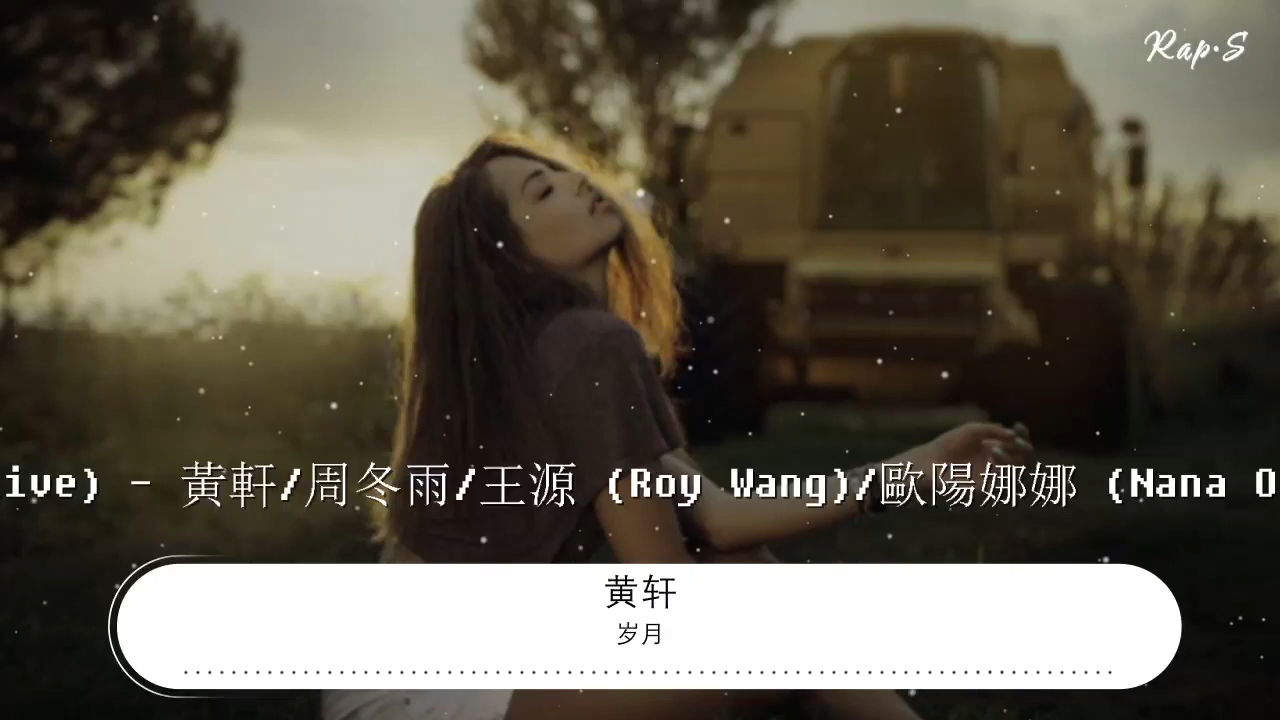 Rap·S
ive) - 黃軒/周冬雨/王源 (Roy Wang)/歐陽娜娜 (Nana O
黄轩
岁月